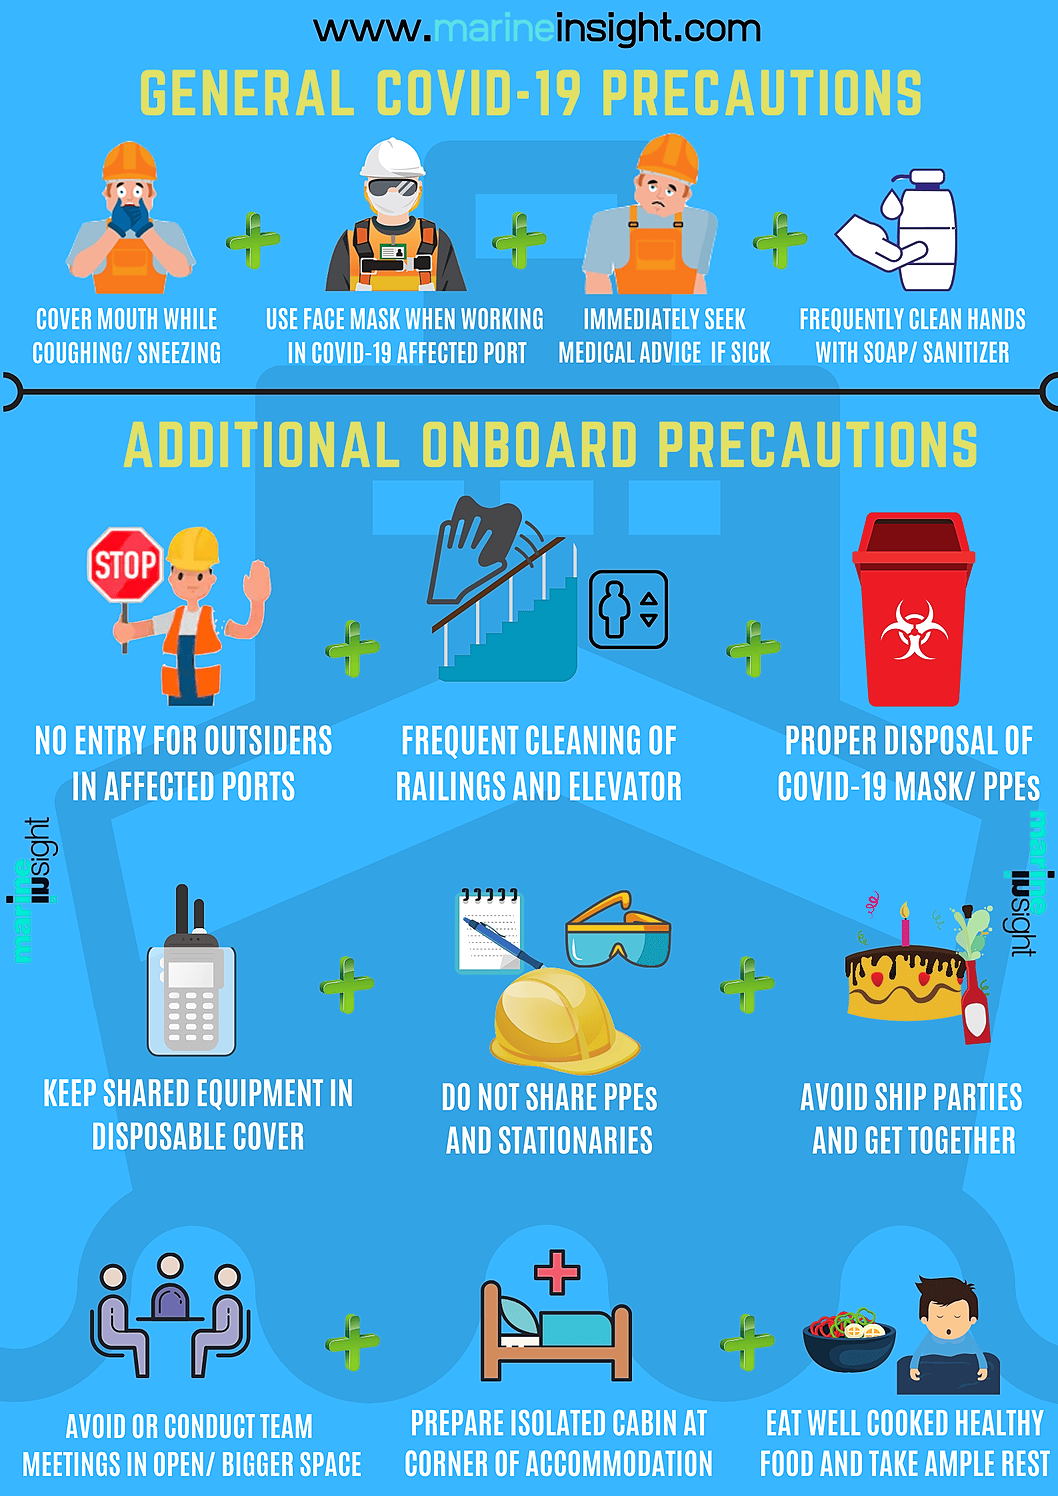 www.marineinsight.com
GENERAL COVID-19 PRECAUTIONS
COVER MOUTH WHILE
COUGHING/ SNEEZING
USE FACE MASK WHEN WORKING
IN COVID-19 AFFECTED PORT
IMMEDIATELY SEEK
MEDICAL ADVICE IF SICK
FREQUENTLY CLEAN HANDS
WITH SOAP/ SANITIZER
ADDITIONAL ONBOARD PRECAUTIONS
STOP
NO ENTRY FOR OUTSIDERS
IN AFFECTED PORTS
FREQUENT CLEANING OF
RAILINGS AND ELEVATOR
PROPER DISPOSAL OF
COVID-19 MASK/ PPEs
marine
insight
marine
insight
KEEP SHARED EQUIPMENT IN
DISPOSABLE COVER
DO NOT SHARE PPEs
AND STATIONARIES
AVOID SHIP PARTIES
AND GET TOGETHER
AVOID OR CONDUCT TEAM
MEETINGS IN OPEN/ BIGGER SPACE
PREPARE ISOLATED CABIN AT
CORNER OF ACCOMMODATION
EAT WELL COOKED HEALTHY
FOOD AND TAKE AMPLE REST